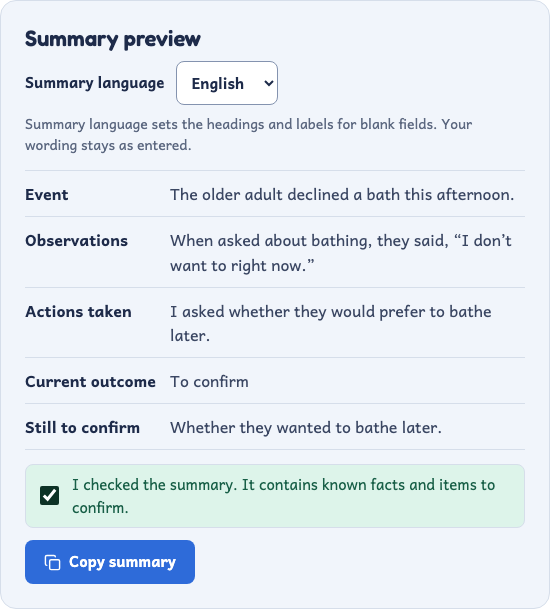 Summary preview
Summary language English
Summary language sets the headings and labels for blank fields. Your
wording stays as entered.
Event The older adult declined a bath this afternoon.
Observations When asked about bathing, they said, “I don’t
want to right now.”
Actions taken I asked whether they would prefer to bathe
later.
Current outcome To confirm
Still to confirm Whether they wanted to bathe later.
I checked the summary. It contains known facts and items to
confirm.
Copy summary